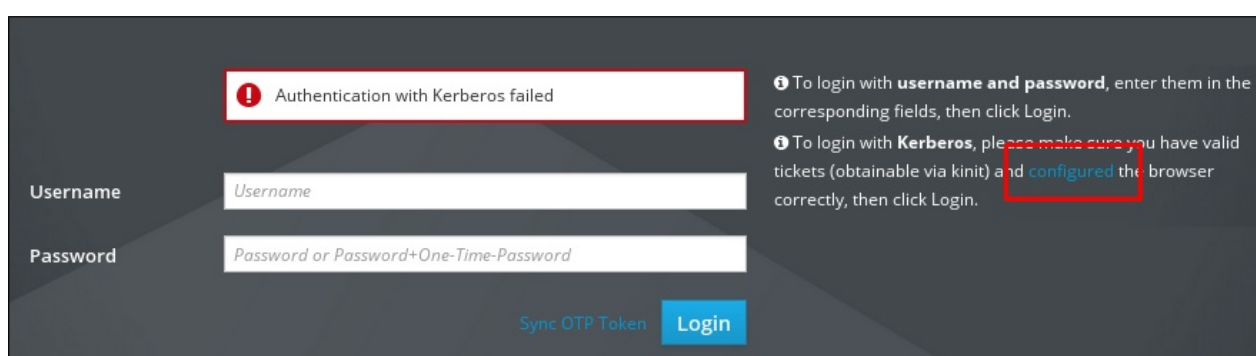 Authentication with Kerberos failed
Username
Username
Password
Password or Password+One-Time-Password
Sync OTP Token
Login
To login with username and password, enter them in the
corresponding fields, then click Login.
To login with Kerberos, please make sure you have valid
tickets (obtainable via kinit) and configured the browser
correctly, then click Login.